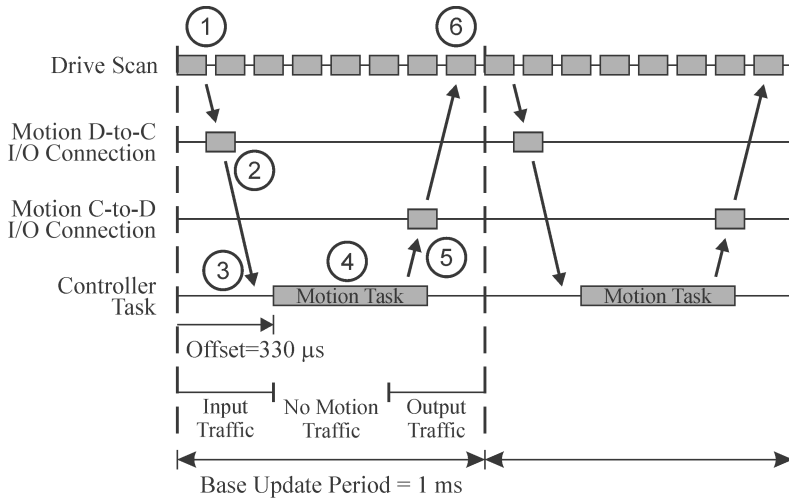 1
6
Drive Scan
Motion D-to-C
I/O Connection
2
Motion C-to-D
I/O Connection
3
4
5
Controller
Task
Motion Task
Motion Task
Offset=330 μs
Input
Traffic
No Motion
Traffic
Output
Traffic
Base Update Period = 1 ms